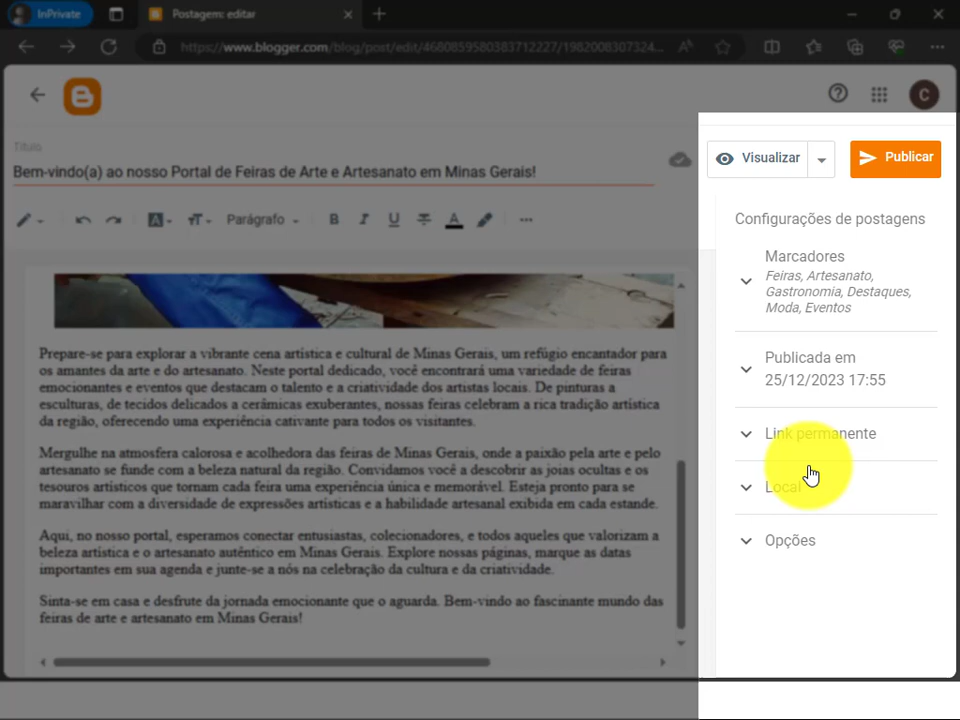 InPrivate
Postagem: editar
https://www.blogger.com/blog/post/edit/4680859580383712227/1982008307324...
C
Título
Bem-vindo(a) ao nosso Portal de Feiras de Arte e Artesanato em Minas Gerais!
Visualizar
Publicar
Parágrafo
B I U A
Configurações de postagens
Marcadores
Feiras, Artesanato,
Gastronomia, Destaques,
Moda, Eventos
Publicada em
25/12/2023 17:55
Link permanente
Local
Opções
Prepare-se para explorar a vibrante cena artística e cultural de Minas Gerais, um refúgio encantador para
os amantes da arte e do artesanato. Neste portal dedicado, você encontrará uma variedade de feiras
emocionantes e eventos que destacam o talento e a criatividade dos artistas locais. De pinturas a
esculturas, de tecidos delicados a cerâmicas exuberantes, nossas feiras celebram a rica tradição artística
da região, oferecendo uma experiência cativante para todos os visitantes.
Mergulhe na atmosfera calorosa e acolhedora das feiras de Minas Gerais, onde a paixão pela arte e pelo
artesanato se funde com a beleza natural da região. Convidamos você a descobrir as joias ocultas e os
tesouros artísticos que tornam cada feira uma experiência única e memorável. Esteja pronto para se
maravilhar com a diversidade de expressões artísticas e a habilidade artesanal exibida em cada estande.
Aqui, no nosso portal, esperamos conectar entusiastas, colecionadores, e todos aqueles que valorizam a
beleza artística e o artesanato autêntico em Minas Gerais. Explore nossas páginas, marque as datas
importantes em sua agenda e junte-se a nós na celebração da cultura e da criatividade.
Sinta-se em casa e desfrute da jornada emocionante que o aguarda. Bem-vindo ao fascinante mundo das
feiras de arte e artesanato em Minas Gerais!